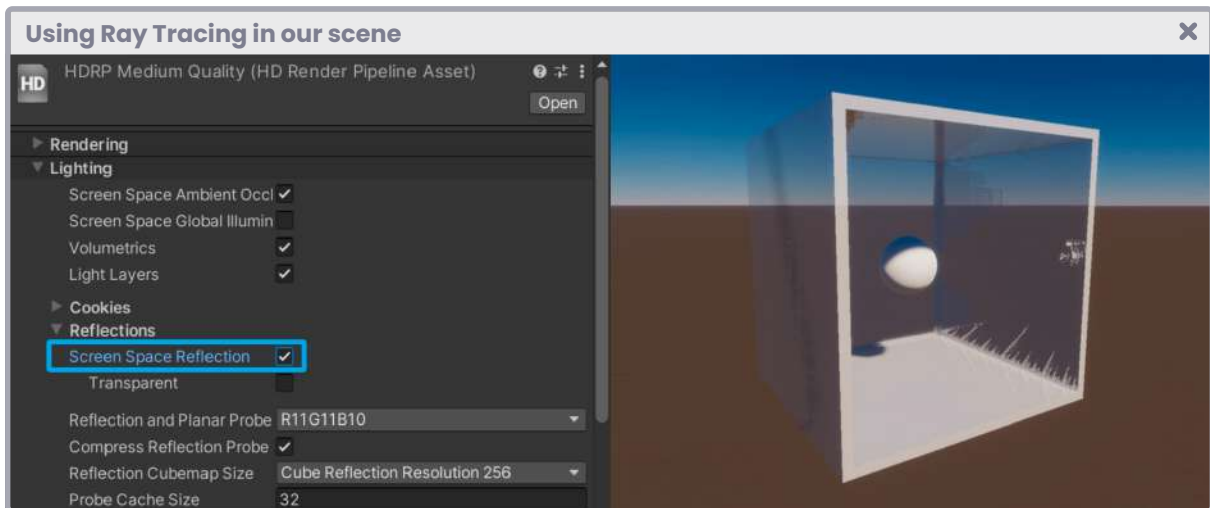 Using Ray Tracing in our scene
HD
HDRP Medium Quality (HD Render Pipeline Asset)
Open
Rendering
Lighting
Screen Space Ambient Occl
Screen Space Global Illumin
Volumetrics
Light Layers
Cookies
Reflections
Screen Space Reflection
Transparent
Reflection and Planar Probe R11G11B10
Compress Reflection Probe
Reflection Cubemap Size Cube Reflection Resolution 256
Probe Cache Size 32